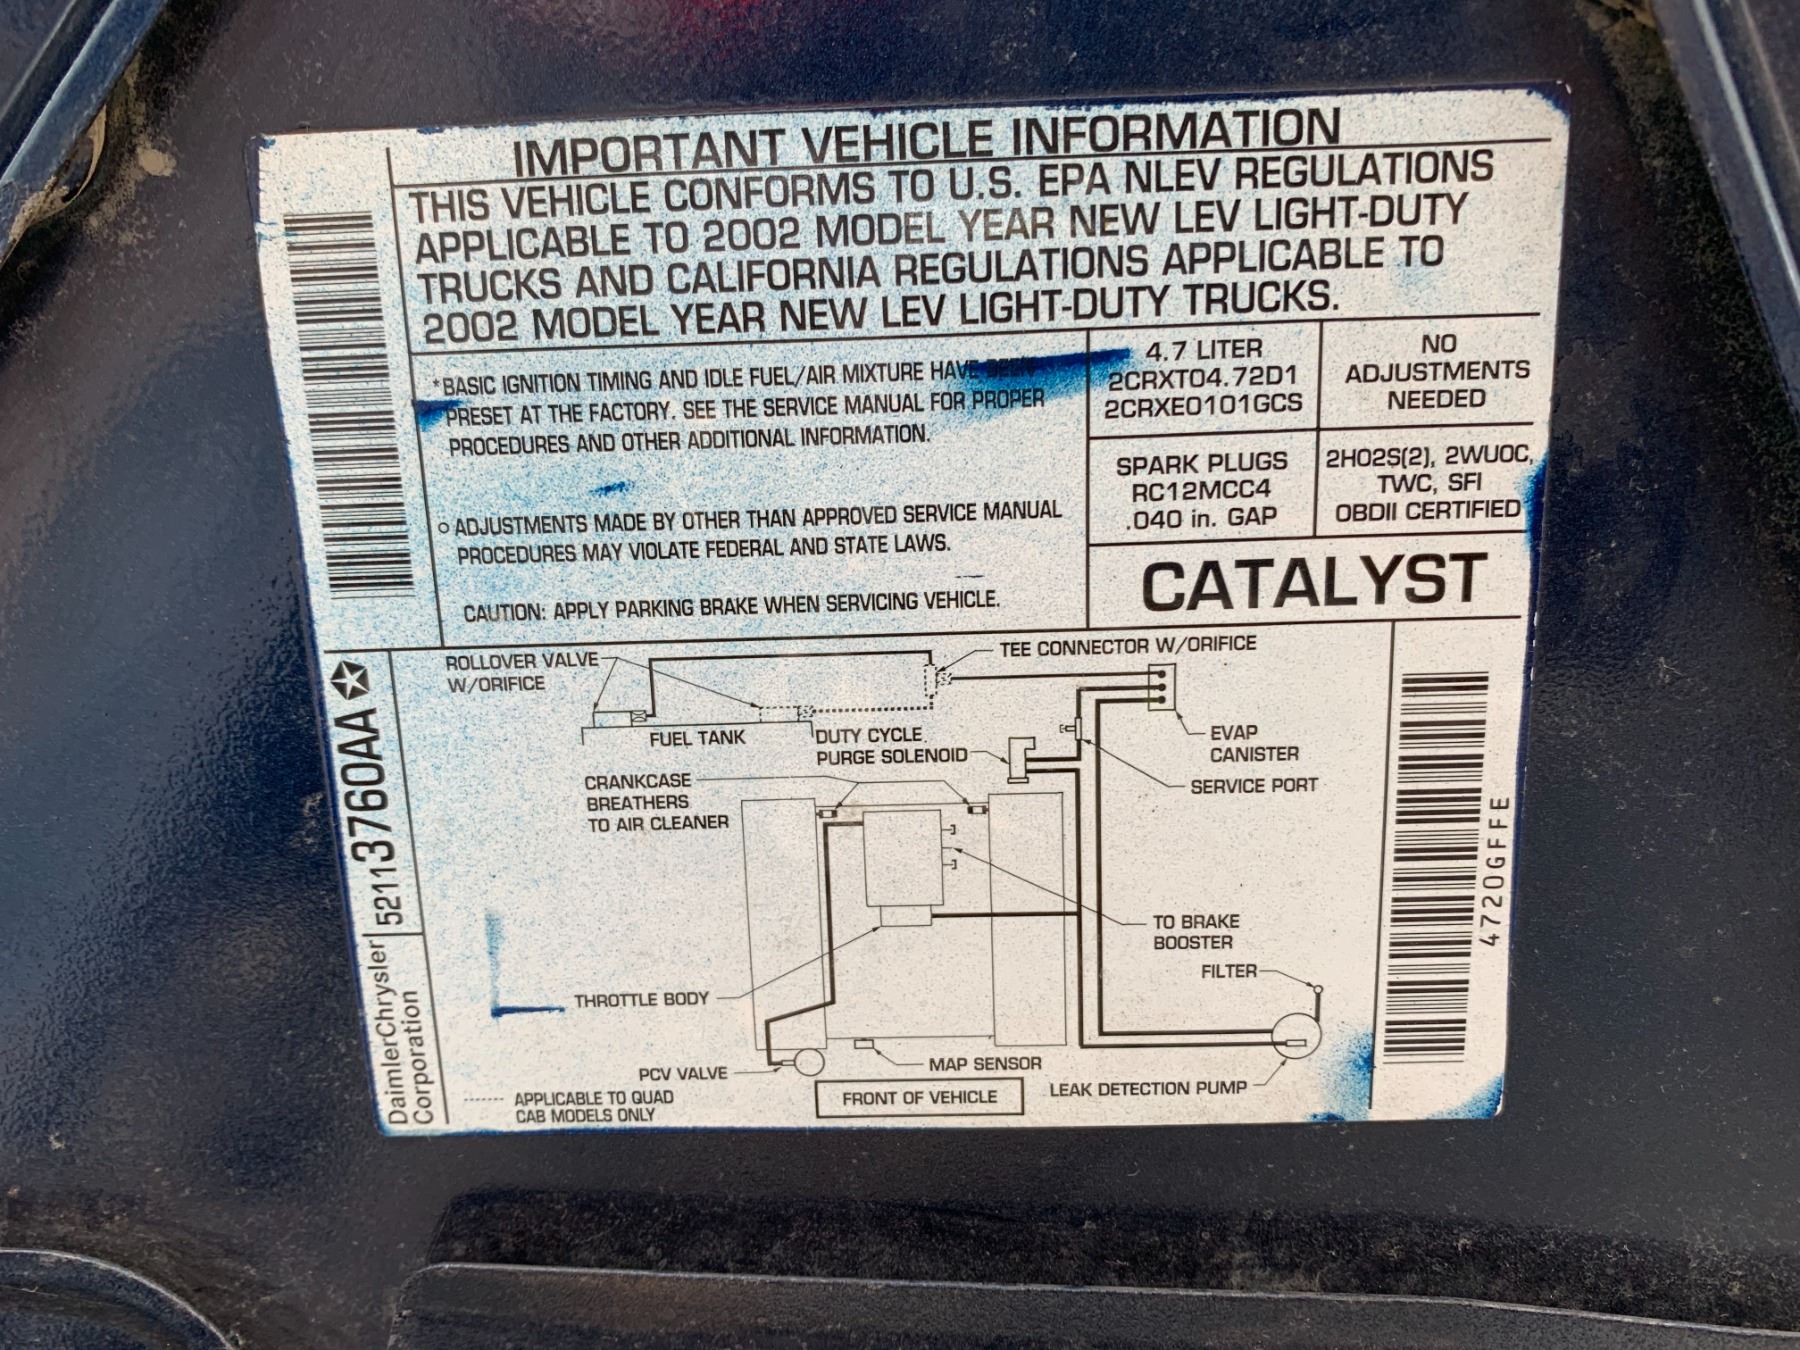 IMPORTANT VEHICLE INFORMATION
THIS VEHICLE CONFORMS TO U.S. EPA NLEV REGULATIONS
APPLICABLE TO 2002 MODEL YEAR NEW LEV LIGHT-DUTY
TRUCKS AND CALIFORNIA REGULATIONS APPLICABLE TO
2002 MODEL YEAR NEW LEV LIGHT-DUTY TRUCKS.
*BASIC IGNITION TIMING AND IDLE FUEL/AIR MIXTURE HAVE BEEN
PRESET AT THE FACTORY. SEE THE SERVICE MANUAL FOR PROPER
PROCEDURES AND OTHER ADDITIONAL INFORMATION.
o ADJUSTMENTS MADE BY OTHER THAN APPROVED SERVICE MANUAL
PROCEDURES MAY VIOLATE FEDERAL AND STATE LAWS.
CAUTION: APPLY PARKING BRAKE WHEN SERVICING VEHICLE.
4.7 LITER
2CRXT04.72D1
2CRXE0101GCS
NO
ADJUSTMENTS
NEEDED
SPARK PLUGS
RC12MCC4
.040 in. GAP
2HO2S(2), 2WUOC,
TWC, SFI
OBDII CERTIFIED
CATALYST
ROLLOVER VALVE
W/ORIFICE
TEE CONNECTOR W/ORIFICE
FUEL TANK
DUTY CYCLE
PURGE SOLENOID
EVAP
CANISTER
SERVICE PORT
CRANKCASE
BREATHERS
TO AIR CLEANER
TO BRAKE
BOOSTER
FILTER
THROTTLE BODY
PCV VALVE
MAP SENSOR
LEAK DETECTION PUMP
FRONT OF VEHICLE
APPLICABLE TO QUAD
CAB MODELS ONLY
DaimlerChrysler
Corporation
52113760AA
4720GFFE